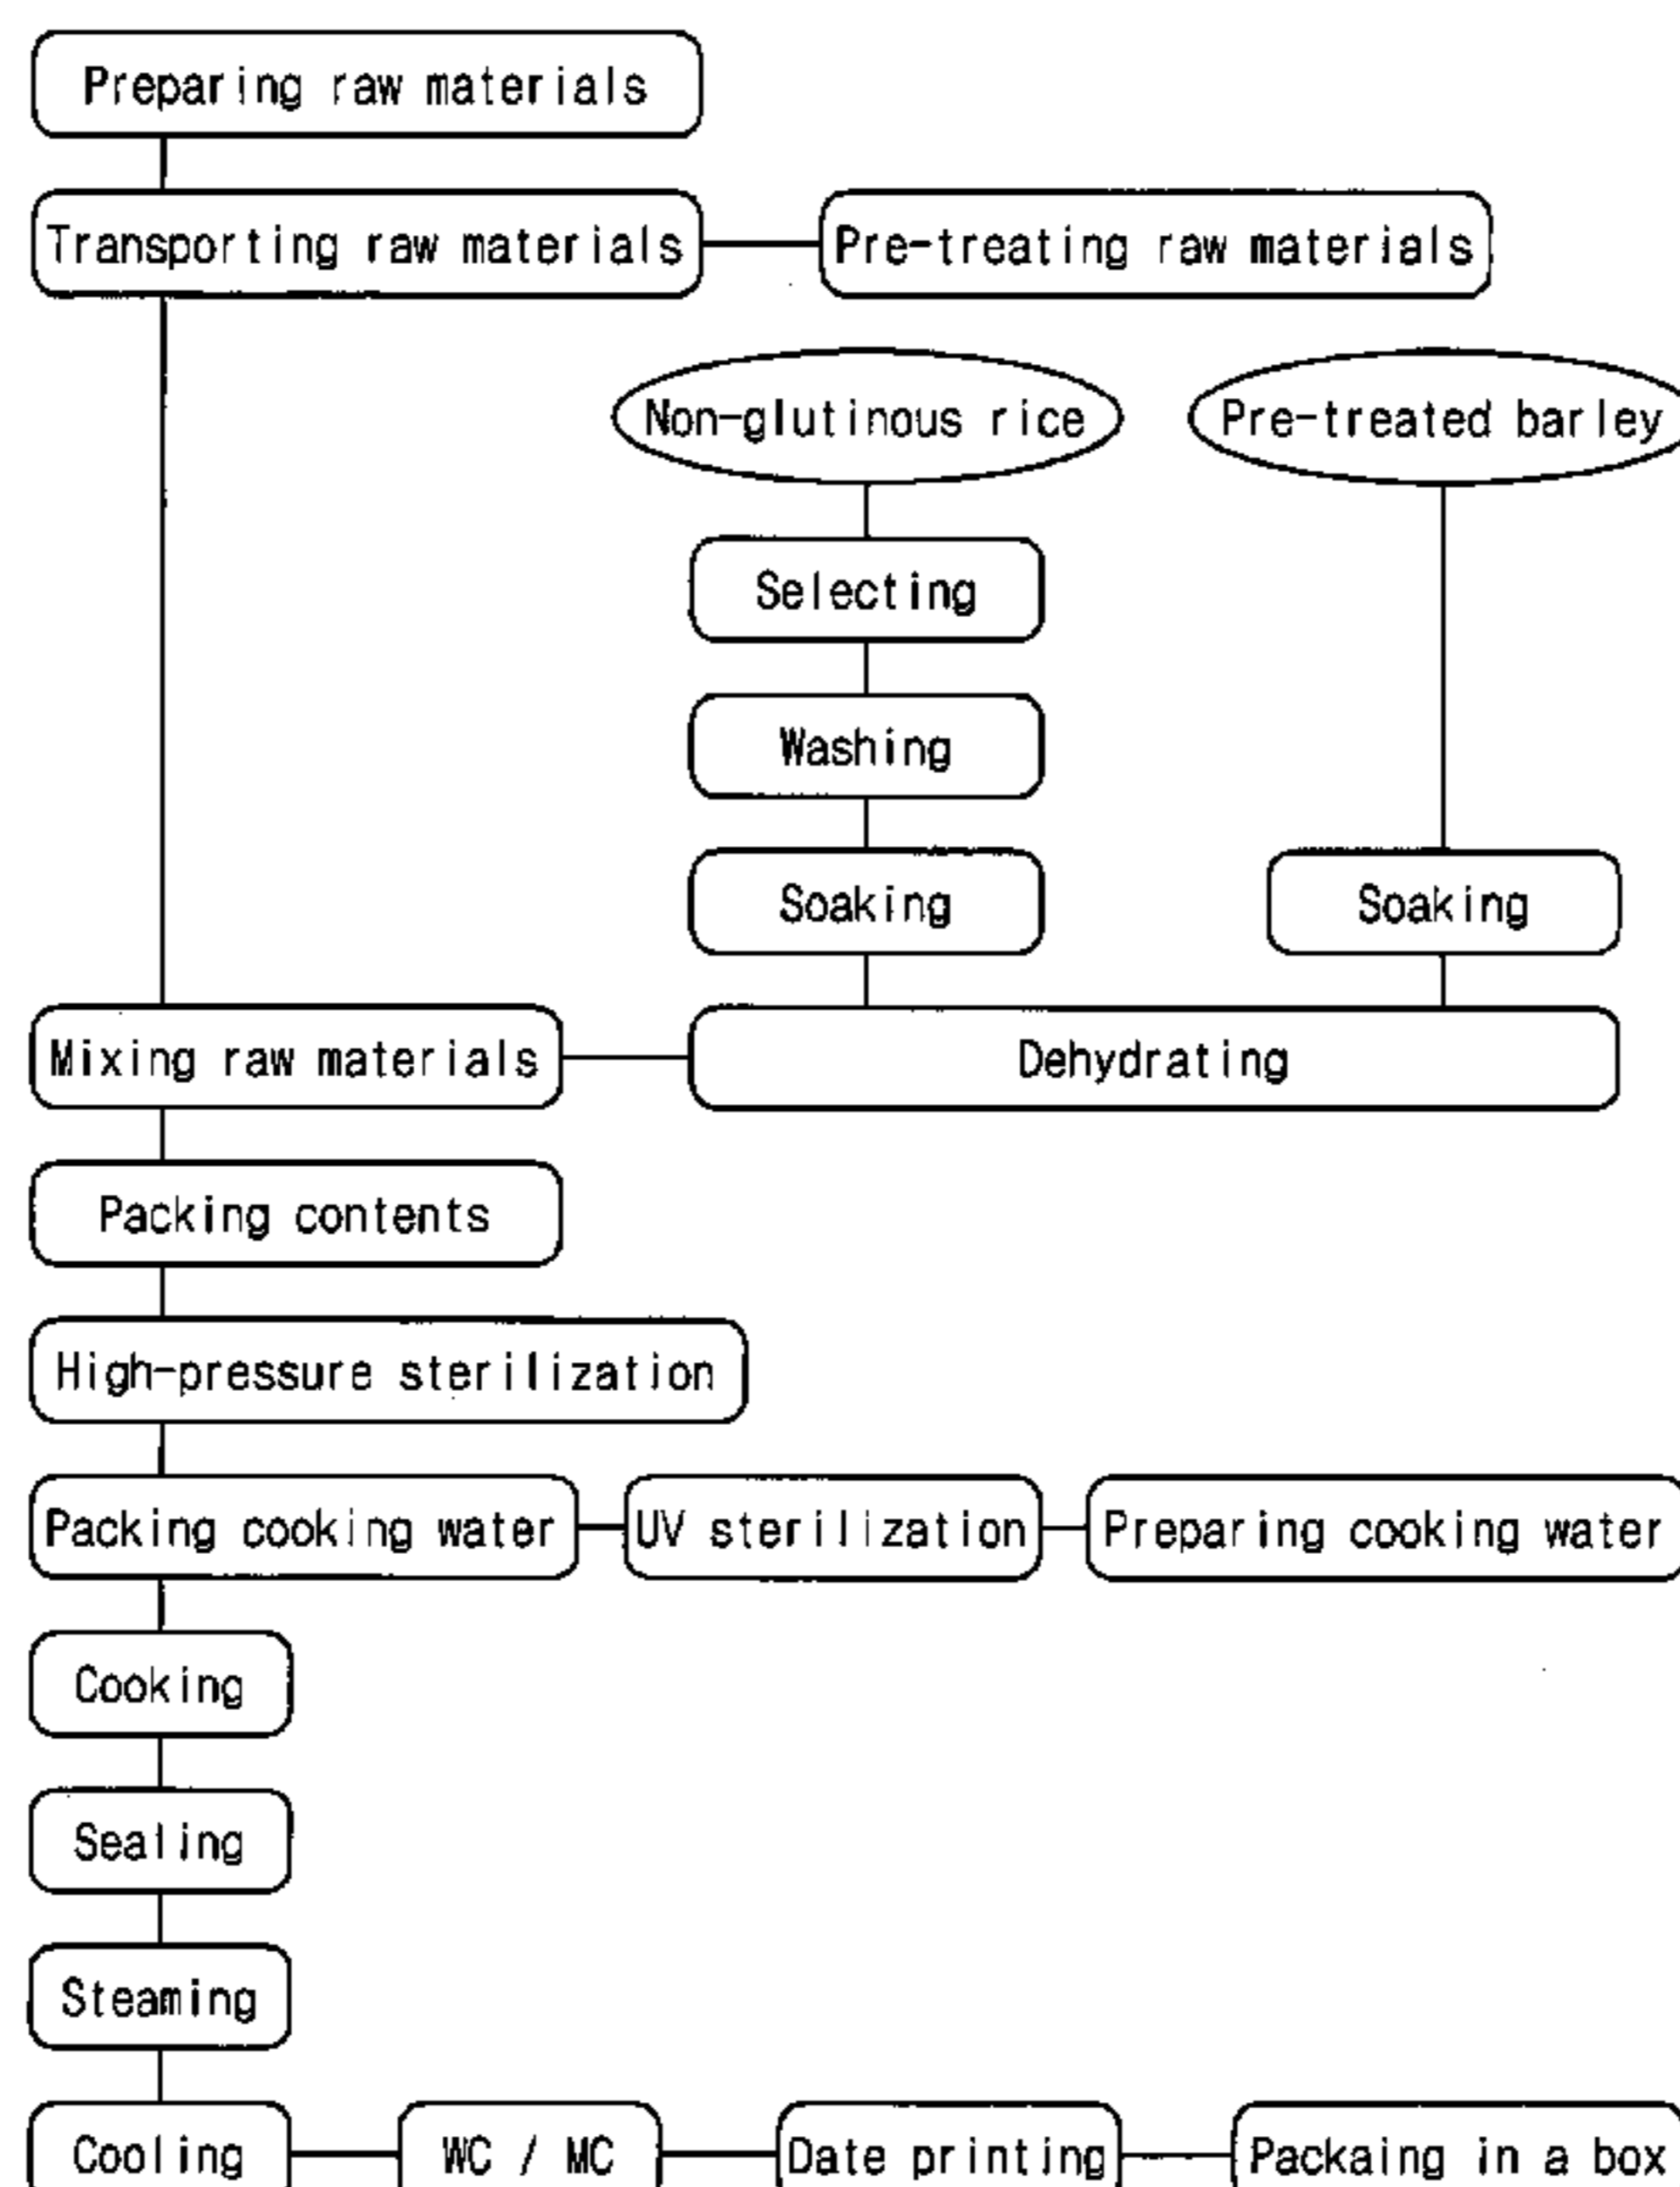 Preparing raw materials
Transporting raw materials
Pre-treating raw materials
Non-glutinous rice
Pre-treated barley
Selecting
Washing
Soaking
Soaking
Mixing raw materials
Dehydrating
Packing contents
High-pressure sterilization
Packing cooking water
UV sterilization
Preparing cooking water
Cooking
Sealing
Steaming
Cooling
WC / MC
Date printing
Packaing in a box